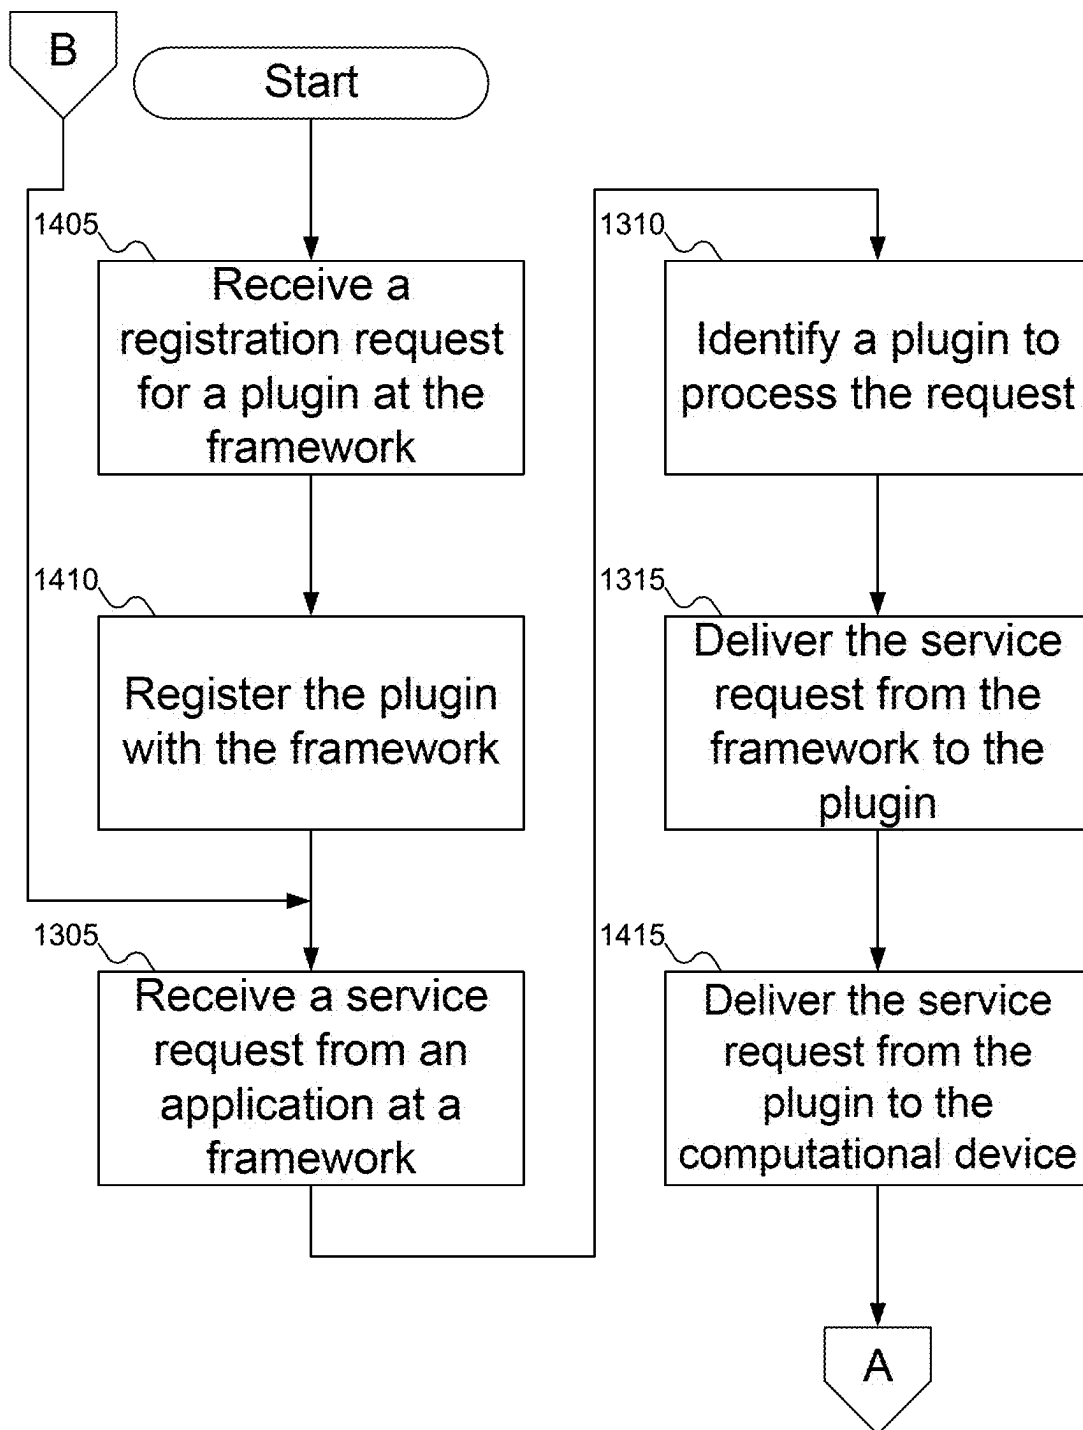 B
Start
1405
Receive a
registration request
for a plugin at the
framework
1410
Register the plugin
with the framework
1305
Receive a service
request from an
application at a
framework
1310
Identify a plugin to
process the request
1315
Deliver the service
request from the
framework to the
plugin
1415
Deliver the service
request from the
plugin to the
computational device
A